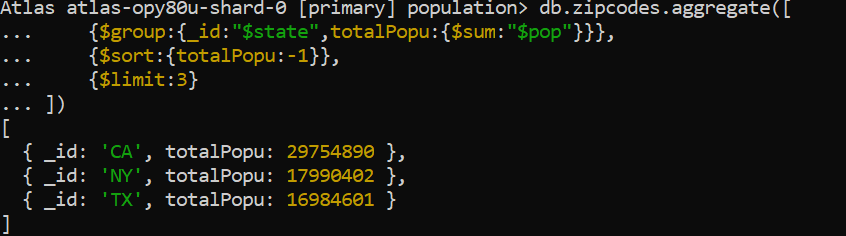 Atlas atlas-opy80u-shard-0 [primary] population> db.zipcodes.aggregate([
...     {$group:{_id:"$state",totalPopu:{$sum:"$pop"}}},
...     {$sort:{totalPopu:-1}},
...     {$limit:3}
... ])
[
  { _id: 'CA', totalPopu: 29754890 },
  { _id: 'NY', totalPopu: 17990402 },
  { _id: 'TX', totalPopu: 16984601 }
]